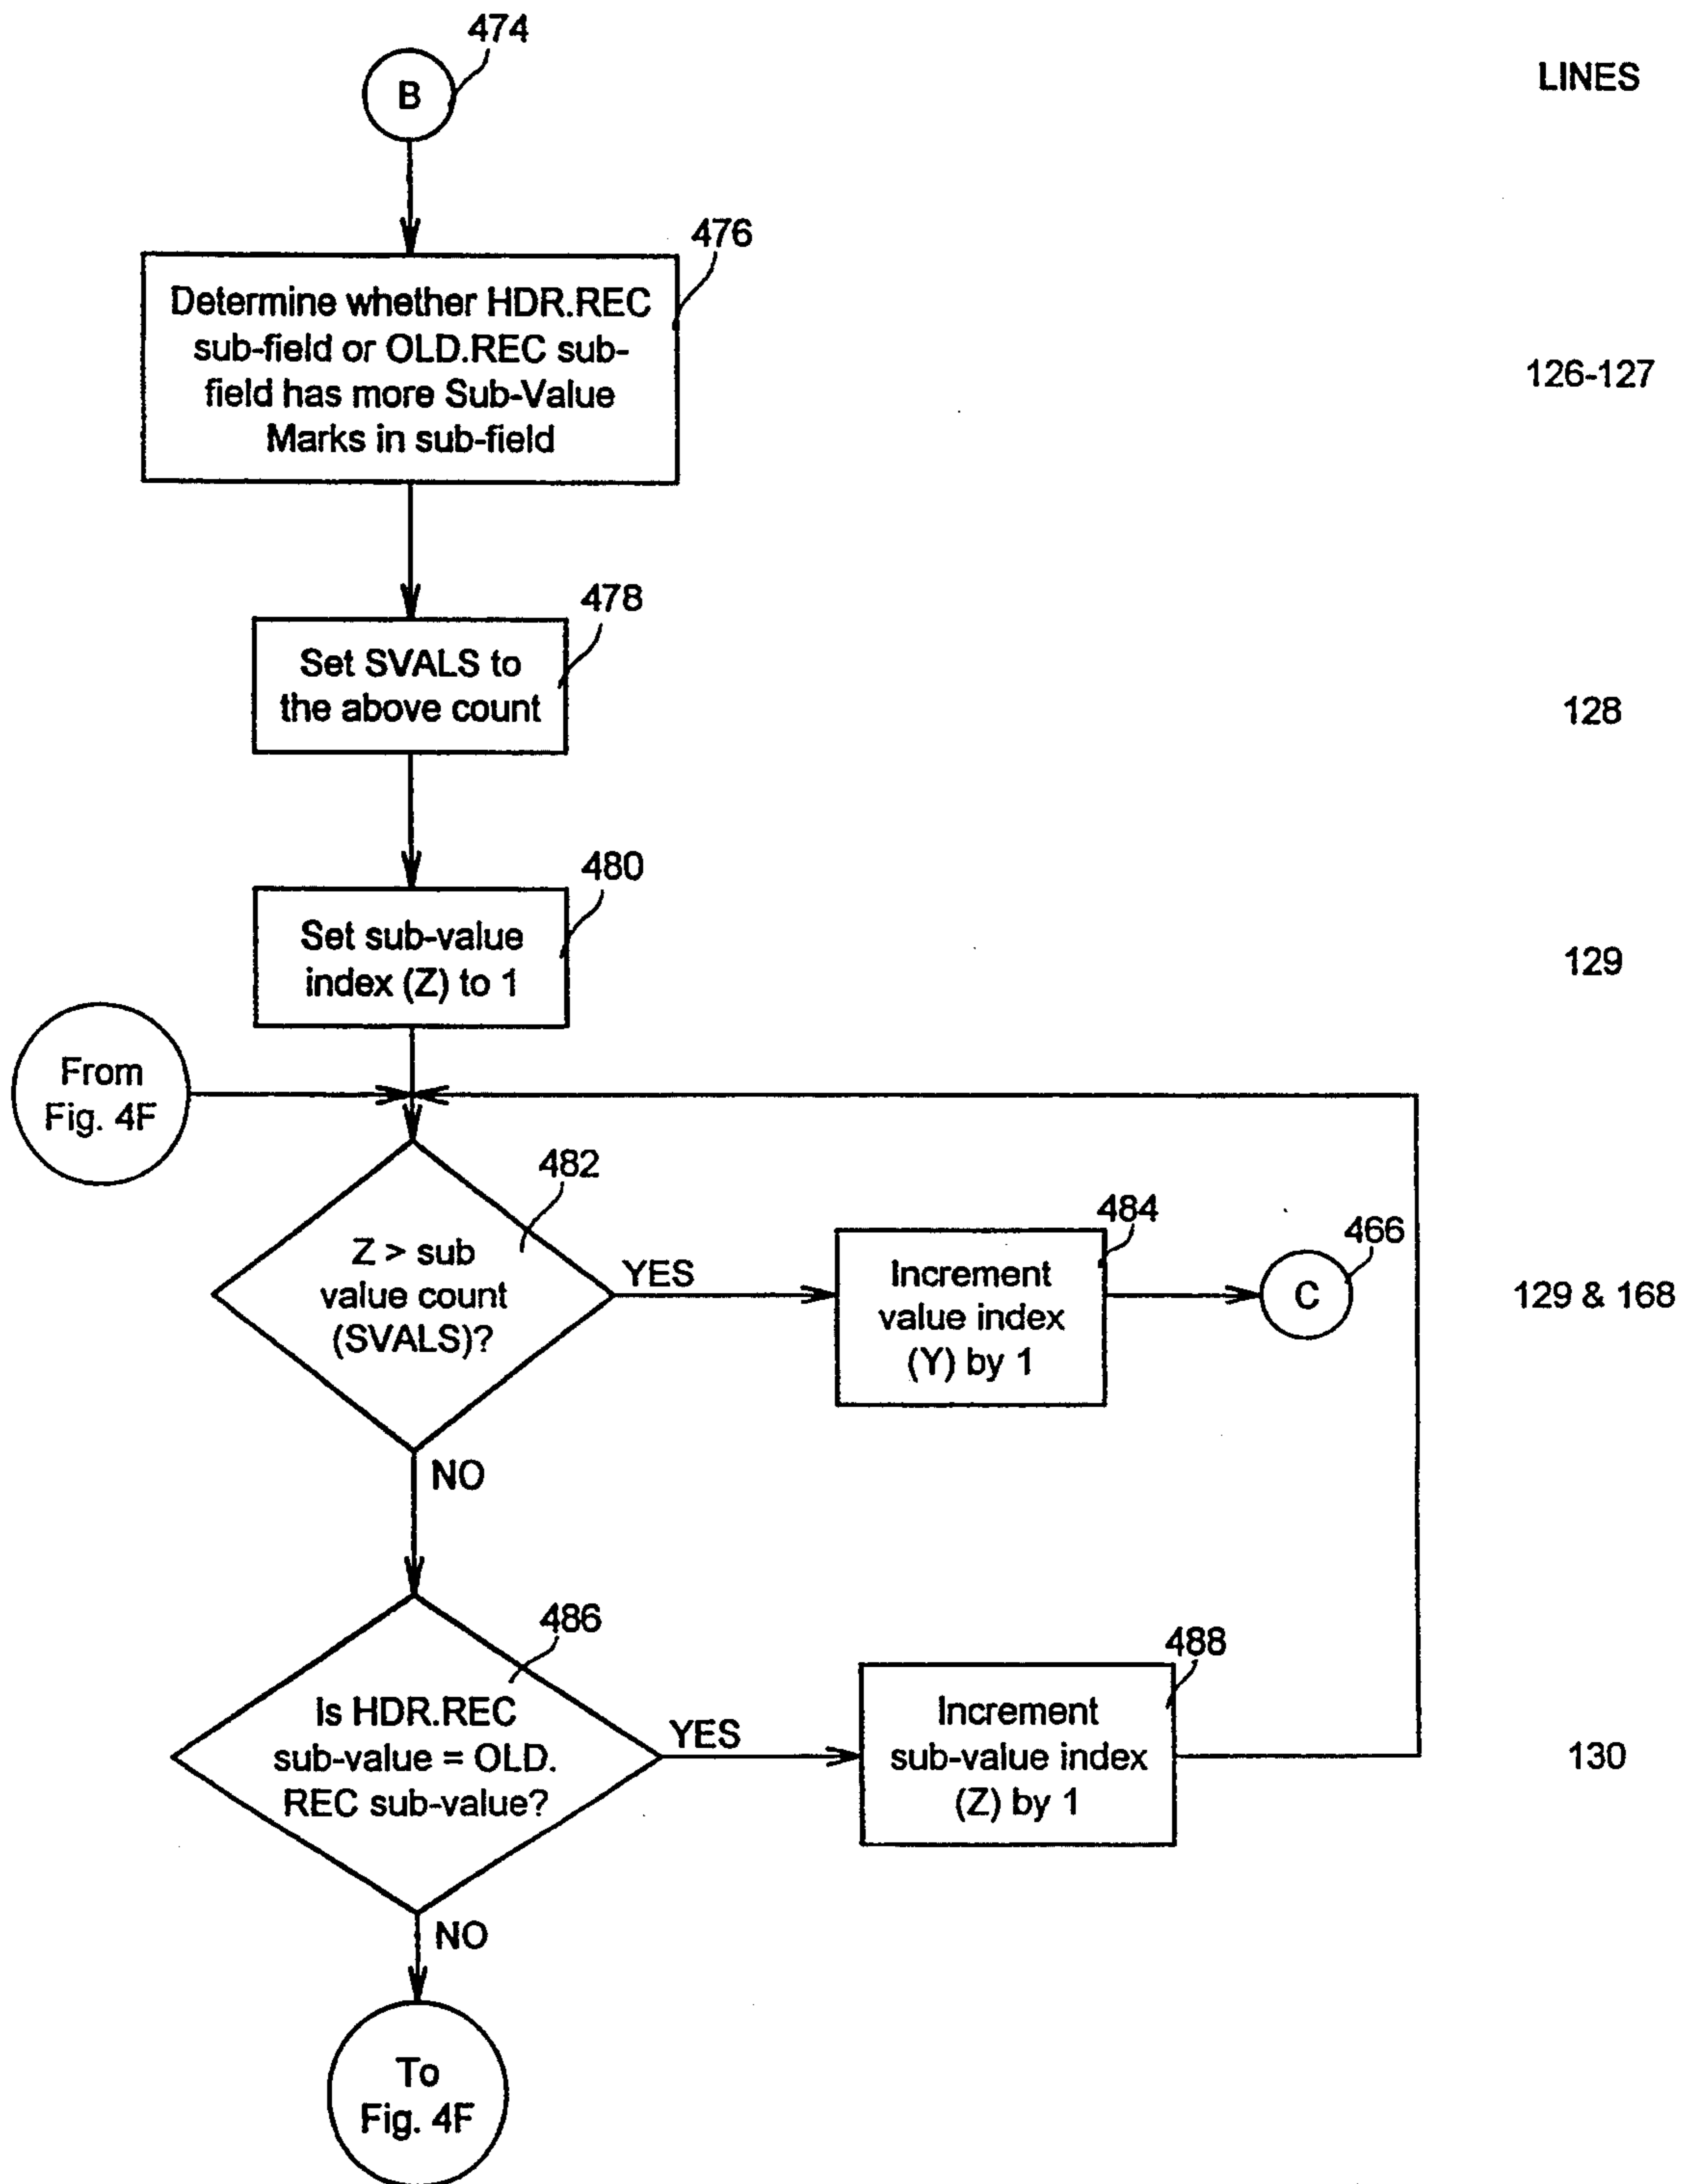 474
LINES
B
476
Determine whether HDR.REC
sub-field or OLD.REC sub-
field has more Sub-Value
Marks in sub-field
126-127
478
Set SVALS to
the above count
128
480
Set sub-value
index (Z) to 1
129
From
Fig. 4F
482
Z > sub
value count
(SVALS)?
YES
484
Increment
value index
(Y) by 1
466
C
129 & 168
NO
486
Is HDR.REC
sub-value = OLD.
REC sub-value?
YES
488
Increment
sub-value index
(Z) by 1
130
NO
To
Fig. 4F